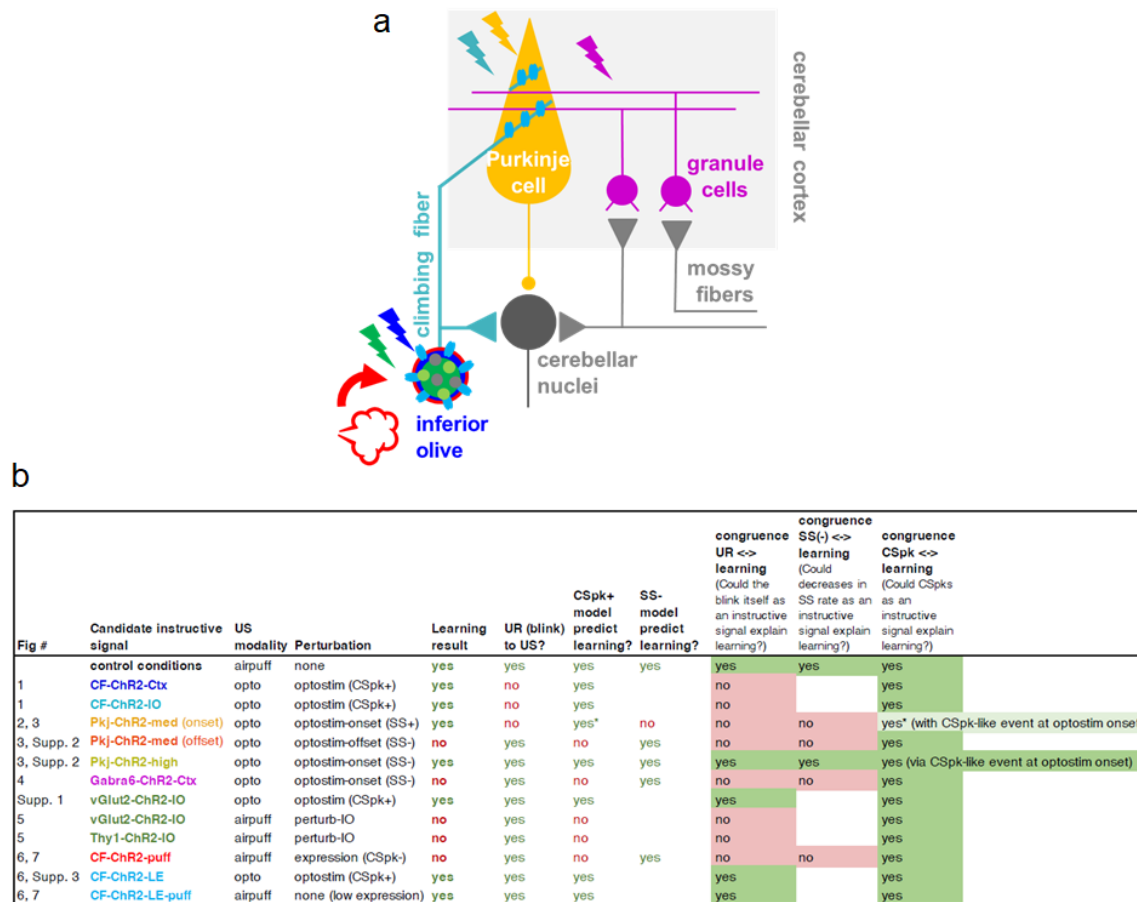 a
cerebellar cortex
Purkinje
cell
granule
cells
climbing fiber
mossy
fibers
cerebellar
nuclei
inferior
olive
b
Fig #
Candidate instructive
signal
US
modality
Perturbation
Learning
result
UR (blink)
to US?
CSpk+
model
predict
learning?
SS-
model
predict
learning?
congruence
UR <->
learning
(Could the
blink itself as
an instructive
signal explain
learning?)
congruence
SS(-) <->
learning
(Could
decreases in
SS rate as an
instructive
signal explain
learning?)
congruence
CSpk <->
learning
(Could CSpks
as an
instructive
signal explain
learning?)
control conditions airpuff none yes yes yes yes yes yes yes
1 CF-ChR2-Ctx opto optostim (CSpk+) yes no yes no yes
1 CF-ChR2-IO opto optostim (CSpk+) yes no yes no yes
2, 3 Pkj-ChR2-med (onset) opto optostim-onset (SS+) yes no yes* no no no yes* (with CSpk-like event at optostim onset
3, Supp. 2 Pkj-ChR2-med (offset) opto optostim-offset (SS-) no yes no yes no no yes
3, Supp. 2 Pkj-ChR2-high opto optostim-onset (SS-) yes yes yes yes yes yes yes (via CSpk-like event at optostim onset)
4 Gabra6-ChR2-Ctx opto optostim-onset (SS-) no yes no yes no no yes
Supp. 1 vGlut2-ChR2-IO opto optostim (CSpk+) yes yes yes yes yes
5 vGlut2-ChR2-IO airpuff perturb-IO no yes no no yes
5 Thy1-ChR2-IO airpuff perturb-IO no yes no no yes
6, 7 CF-ChR2-puff airpuff expression (CSpk-) no yes no yes no no yes
6, Supp. 3 CF-ChR2-LE opto optostim (CSpk+) yes yes yes yes yes
6, 7 CF-ChR2-LE-puff airpuff none (low expression) yes yes yes yes yes